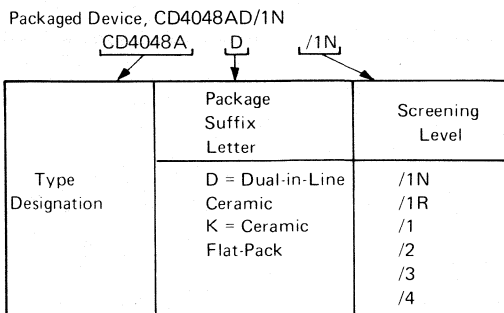 Packaged Device, CD4048AD/1N
CD4048A D /1N
Package
Suffix
Letter
Screening
Level
Type
Designation
D = Dual-in-Line
Ceramic
K = Ceramic
Flat-Pack
/1N
/1R
/1
/2
/3
/4